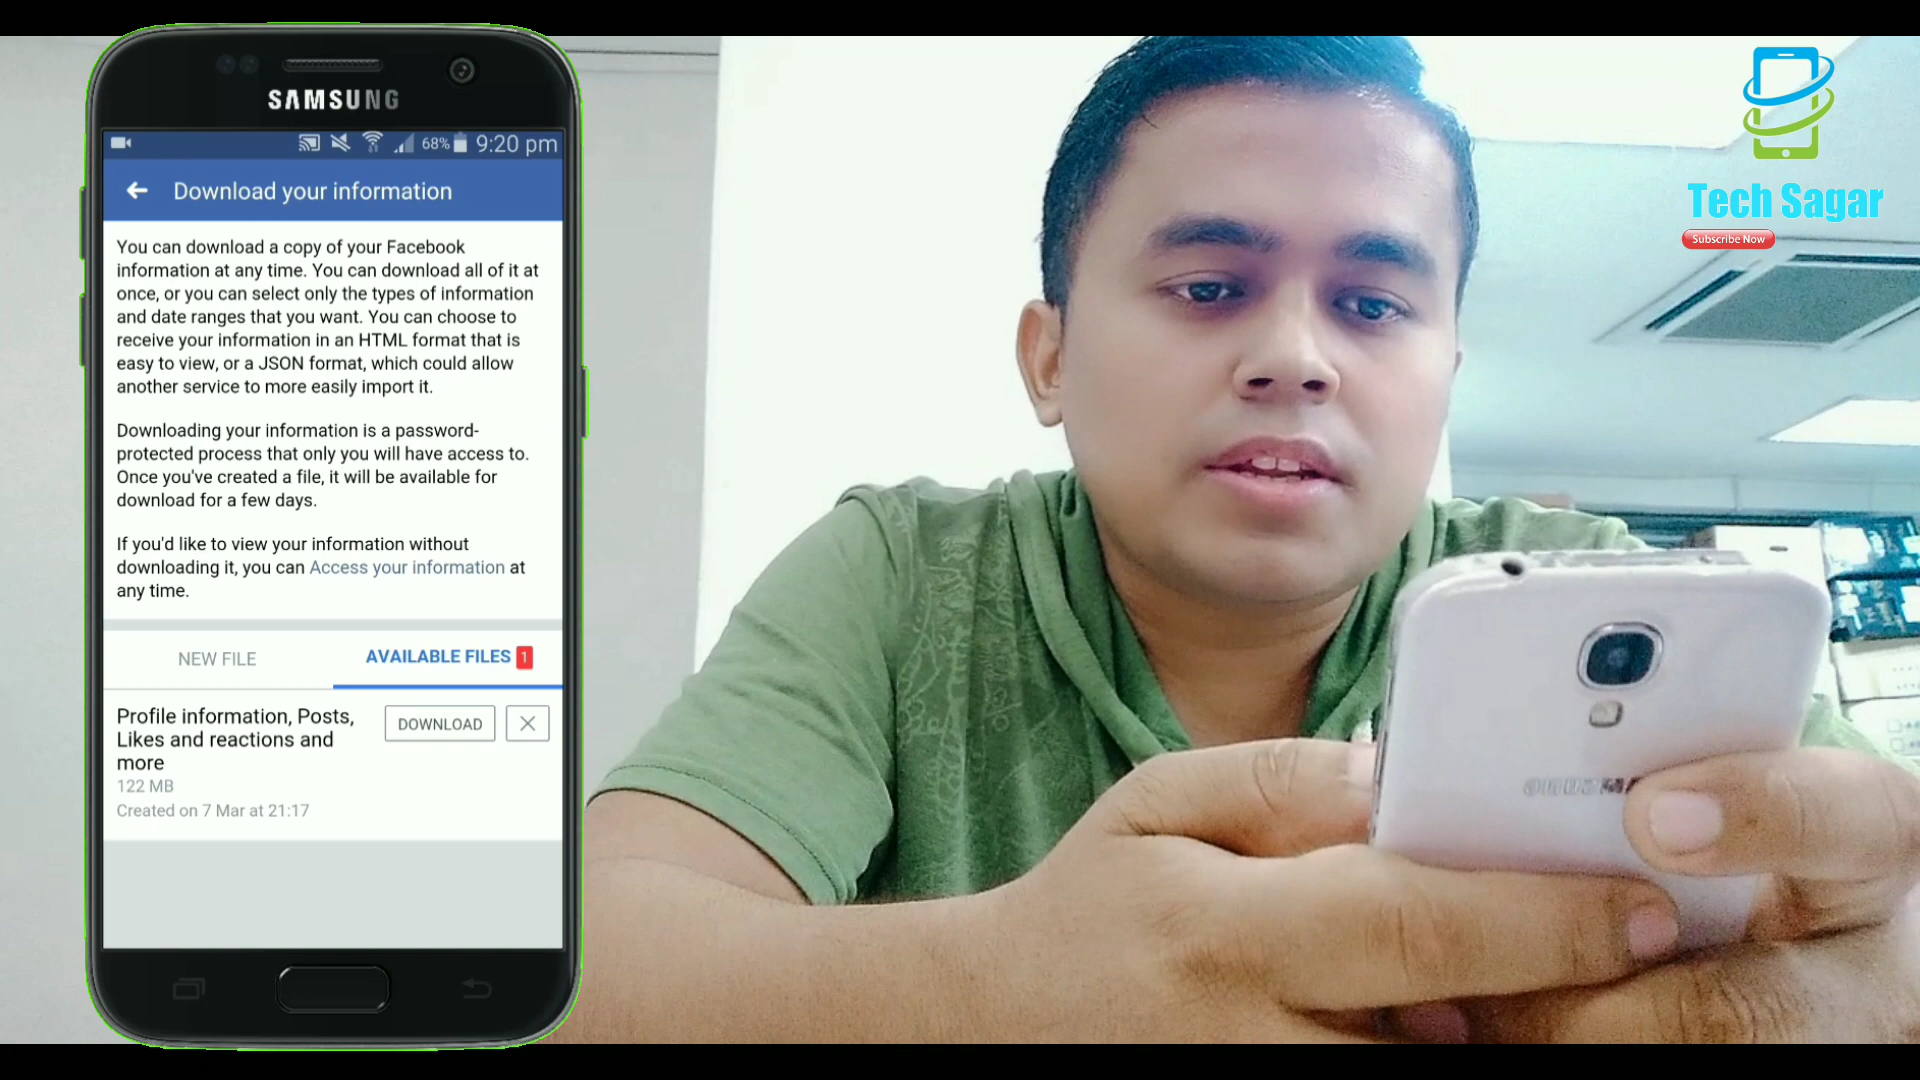 SAMSUNG
68% 9:20 pm
Download your information
You can download a copy of your Facebook
information at any time. You can download all of it at
once, or you can select only the types of information
and date ranges that you want. You can choose to
receive your information in an HTML format that is
easy to view, or a JSON format, which could allow
another service to more easily import it.
Downloading your information is a password-
protected process that only you will have access to.
Once you've created a file, it will be available for
download for a few days.
If you'd like to view your information without
downloading it, you can Access your information at
any time.
NEW FILE
AVAILABLE FILES 1
Profile information, Posts,
Likes and reactions and
more
DOWNLOAD
122 MB
Created on 7 Mar at 21:17
Tech Sagar
Subscribe Now